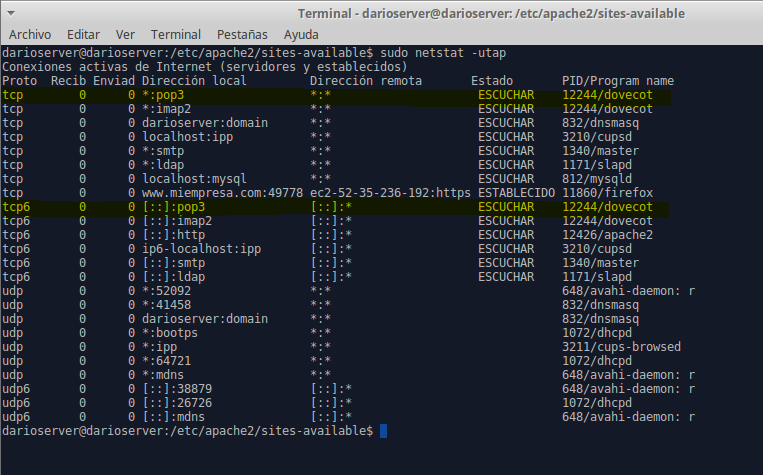 Terminal - darioserver@darioserver: /etc/apache2/sites-available
Archivo Editar Ver Terminal Pestañas Ayuda
darioserver@darioserver:/etc/apache2/sites-available$ sudo netstat -utap
Conexiones activas de Internet (servidores y establecidos)
Proto Recib Enviad Dirección local Dirección remota Estado PID/Program name
tcp 0 0 *:pop3 *:* ESCUCHAR 12244/dovecot
tcp 0 0 *:imap2 *:* ESCUCHAR 12244/dovecot
tcp 0 0 darioserver:domain *:* ESCUCHAR 832/dnsmasq
tcp 0 0 localhost:ipp *:* ESCUCHAR 3210/cupsd
tcp 0 0 *:smtp *:* ESCUCHAR 1340/master
tcp 0 0 *:ldap *:* ESCUCHAR 1171/slapd
tcp 0 0 localhost:mysql *:* ESCUCHAR 812/mysqld
tcp 0 0 www.miempresa.com:49778 ec2-52-35-236-192:https ESTABLECIDO 11860/firefox
tcp6 0 0 [::]:pop3 [::]:* ESCUCHAR 12244/dovecot
tcp6 0 0 [::]:imap2 [::]:* ESCUCHAR 12244/dovecot
tcp6 0 0 [::]:http [::]:* ESCUCHAR 12426/apache2
tcp6 0 0 ip6-localhost:ipp [::]:* ESCUCHAR 3210/cupsd
tcp6 0 0 [::]:smtp [::]:* ESCUCHAR 1340/master
tcp6 0 0 [::]:ldap [::]:* ESCUCHAR 1171/slapd
udp 0 0 *:52092 *:* 648/avahi-daemon: r
udp 0 0 *:41458 *:* 832/dnsmasq
udp 0 0 darioserver:domain *:* 832/dnsmasq
udp 0 0 *:bootps *:* 1072/dhcpd
udp 0 0 *:ipp *:* 3211/cups-browsed
udp 0 0 *:64721 *:* 1072/dhcpd
udp 0 0 *:mdns *:* 648/avahi-daemon: r
udp6 0 0 [::]:38879 [::]:* 648/avahi-daemon: r
udp6 0 0 [::]:26726 [::]:* 1072/dhcpd
udp6 0 0 [::]:mdns [::]:* 648/avahi-daemon: r
darioserver@darioserver:/etc/apache2/sites-available$